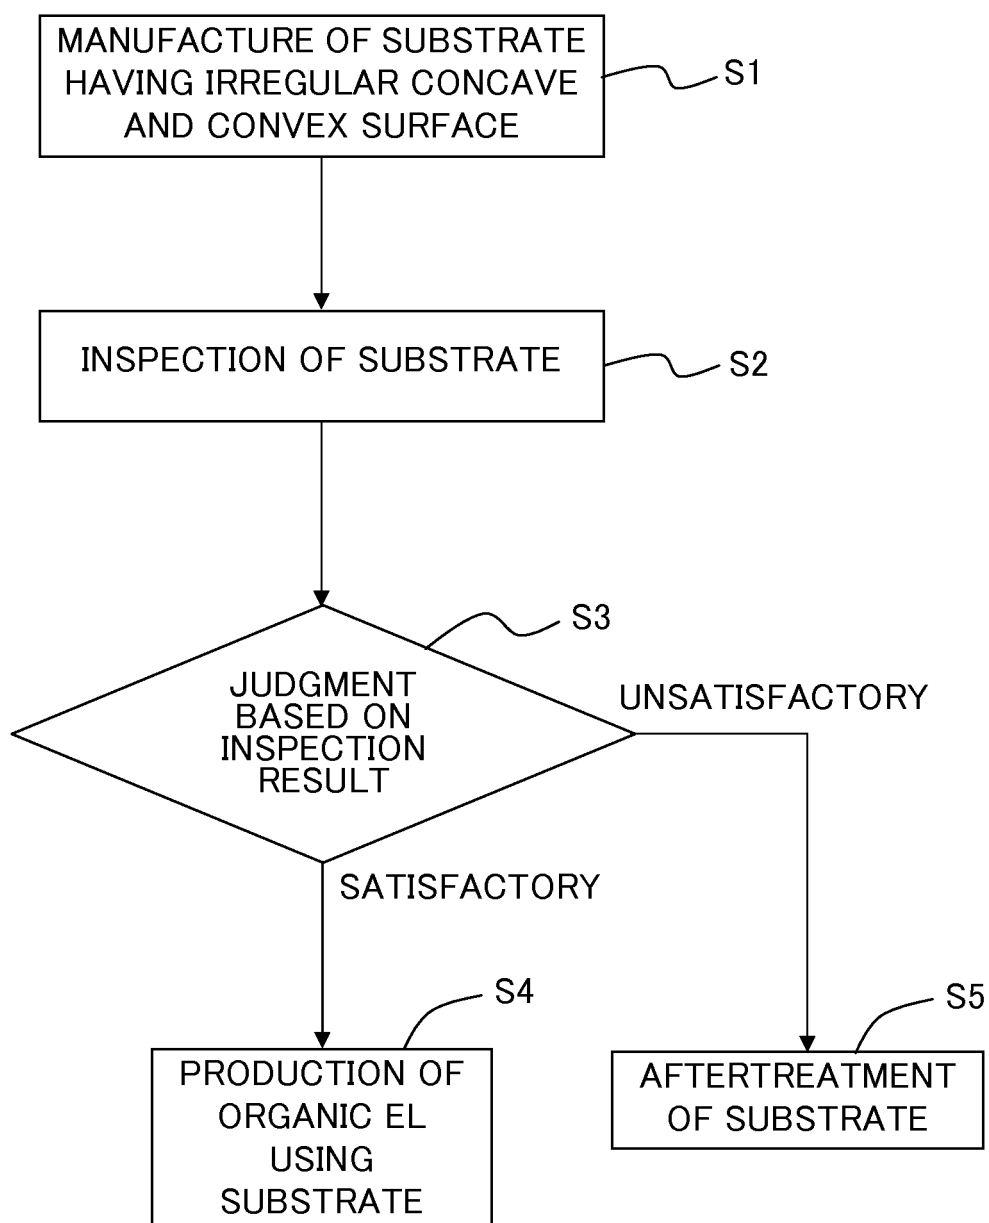 MANUFACTURE OF SUBSTRATE
HAVING IRREGULAR CONCAVE
AND CONVEX SURFACE
S1
INSPECTION OF SUBSTRATE
S2
S3
JUDGMENT
BASED ON
INSPECTION
RESULT
UNSATISFACTORY
SATISFACTORY
S4
PRODUCTION OF
ORGANIC EL
USING
SUBSTRATE
S5
AFTERTREATMENT
OF SUBSTRATE